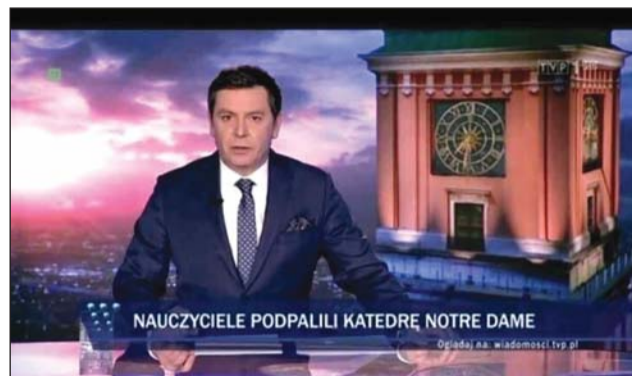 TVP
NAUCZYCIELE PODPALILI KATEDRĘ NOTRE DAME
Oglądaj na: wiadomosci.tvp.pl